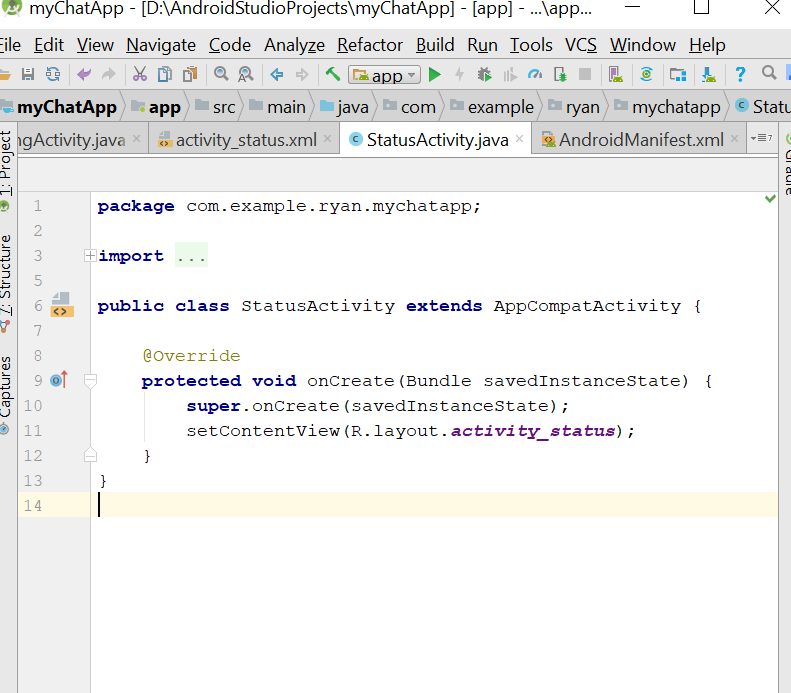 myChatApp - [D:\AndroidStudioProjects\myChatApp] - [app] - ...\app...
File Edit View Navigate Code Analyze Refactor Build Run Tools VCS Window Help
app
myChatApp app src main java com example ryan mychatapp Statu
ngActivity.java activity_status.xml StatusActivity.java AndroidManifest.xml
1: Project
7: Structure
Captures
Gradle
1 package com.example.ryan.mychatapp;
2
3 import ...
5
6 public class StatusActivity extends AppCompatActivity {
7
8 @Override
9 protected void onCreate(Bundle savedInstanceState) {
10 super.onCreate(savedInstanceState);
11 setContentView(R.layout.activity_status);
12 }
13 }
14